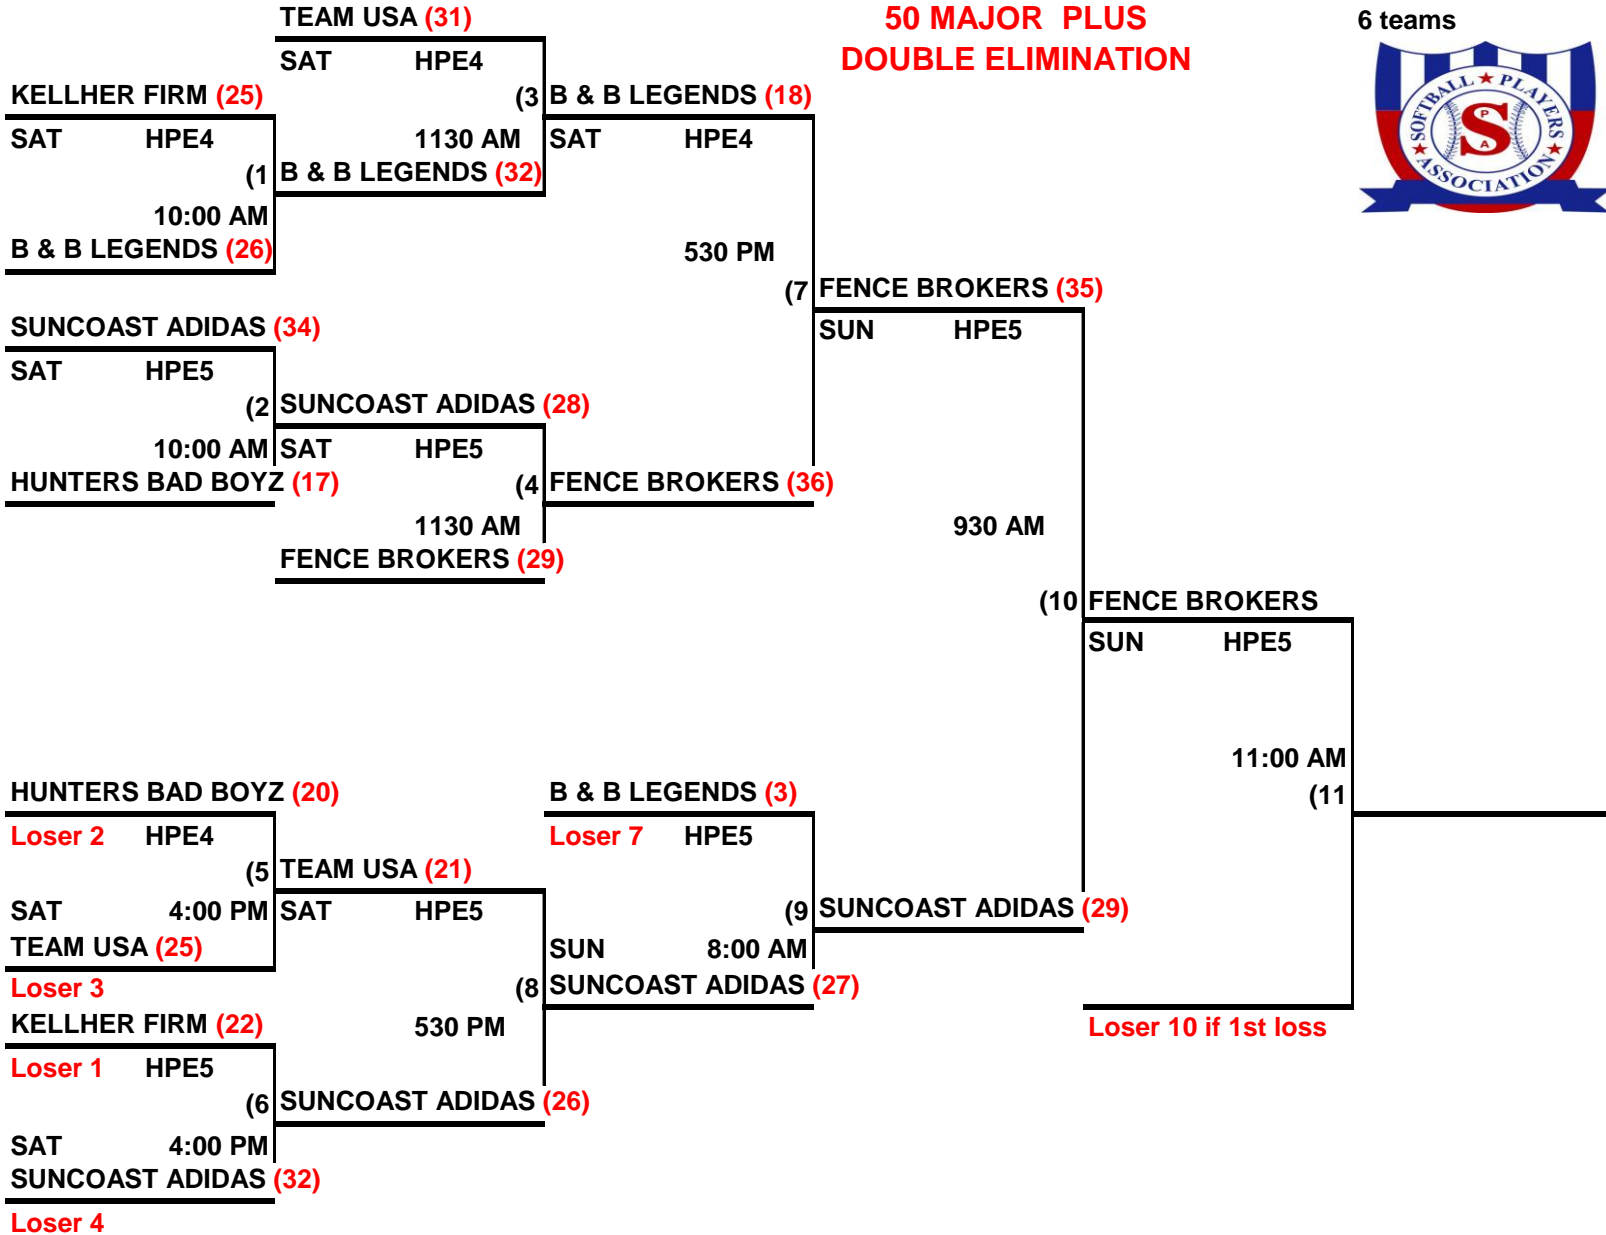 TEAM USA (31)
50 MAJOR PLUS
6 teams
SAT HPE4
DOUBLE ELIMINATION
SOFTBALL ★ PLAYERS ★ ASSOCIATION ★
P
S
A
KELLHER FIRM (25)
(3 B & B LEGENDS (18)
SAT HPE4
1130 AM SAT HPE4
(1 B & B LEGENDS (32)
10:00 AM
B & B LEGENDS (26)
530 PM
(7 FENCE BROKERS (35)
SUNCOAST ADIDAS (34)
SUN HPE5
SAT HPE5
(2 SUNCOAST ADIDAS (28)
10:00 AM SAT HPE5
HUNTERS BAD BOYZ (17)
(4 FENCE BROKERS (36)
1130 AM
930 AM
FENCE BROKERS (29)
(10 FENCE BROKERS
SUN HPE5
11:00 AM
HUNTERS BAD BOYZ (20)
B & B LEGENDS (3)
(11
Loser 2 HPE4
Loser 7 HPE5
(5 TEAM USA (21)
SAT 4:00 PM SAT HPE5
(9 SUNCOAST ADIDAS (29)
TEAM USA (25)
SUN 8:00 AM
Loser 3
(8 SUNCOAST ADIDAS (27)
KELLHER FIRM (22)
530 PM
Loser 10 if 1st loss
Loser 1 HPE5
(6 SUNCOAST ADIDAS (26)
SAT 4:00 PM
SUNCOAST ADIDAS (32)
Loser 4